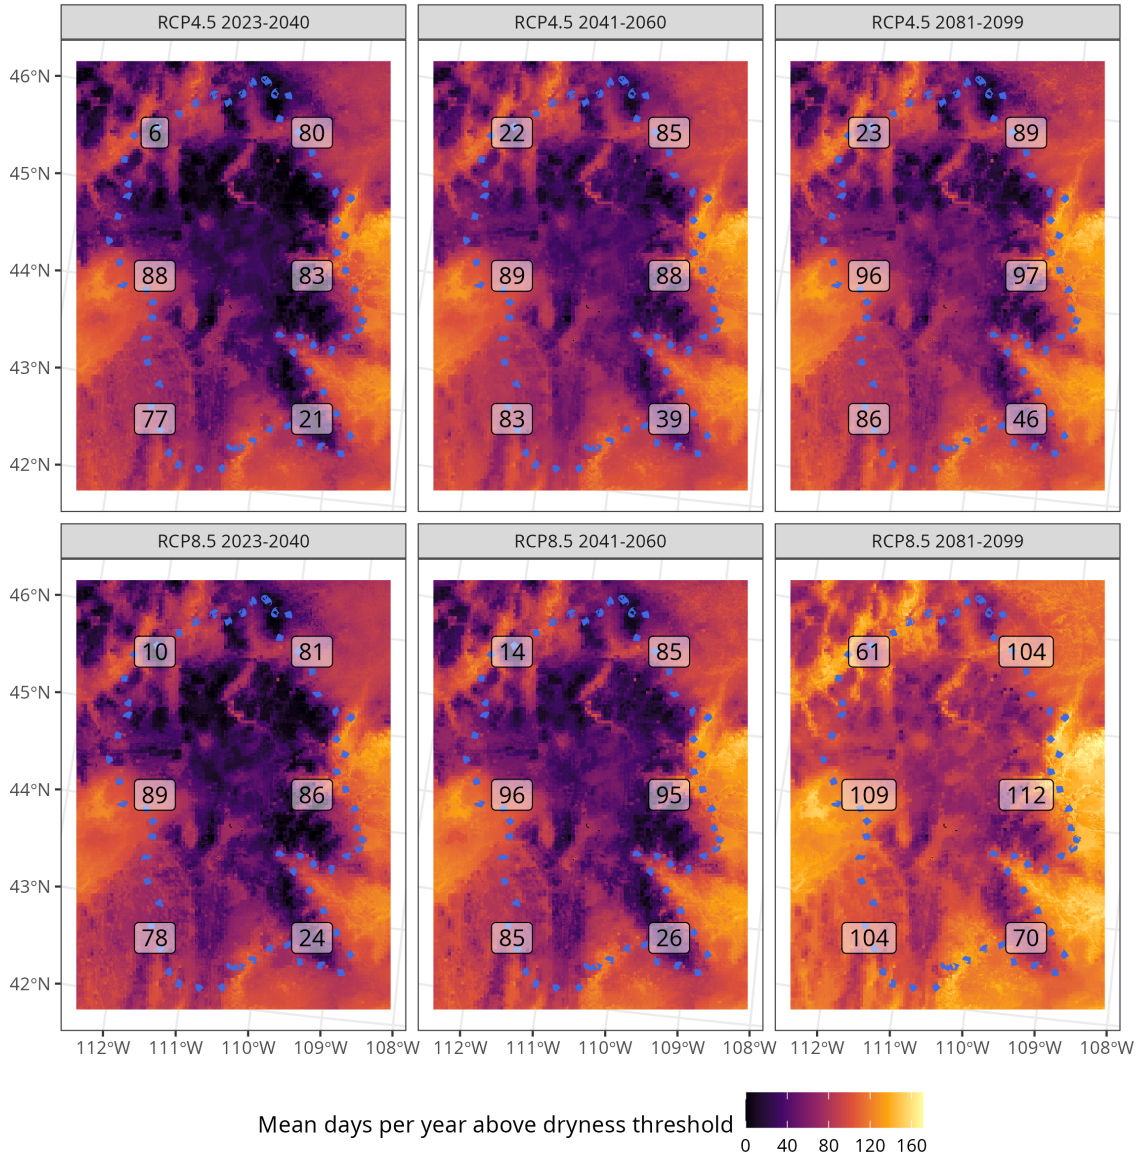 RCP4.5 2023-2040 RCP4.5 2041-2060 RCP4.5 2081-2099
46°N
6 80 22 85 23 89
45°N
44°N
88 83 89 88 96 97
43°N
77 21 83 39 86 46
42°N
RCP8.5 2023-2040 RCP8.5 2041-2060 RCP8.5 2081-2099
46°N
10 81 14 85 61 104
45°N
44°N
89 86 96 95 109 112
43°N
78 24 85 26 104 70
42°N
112°W 111°W 110°W 109°W 108°W 112°W 111°W 110°W 109°W 108°W 112°W 111°W 110°W 109°W 108°W
Mean days per year above dryness threshold
0 40 80 120 160